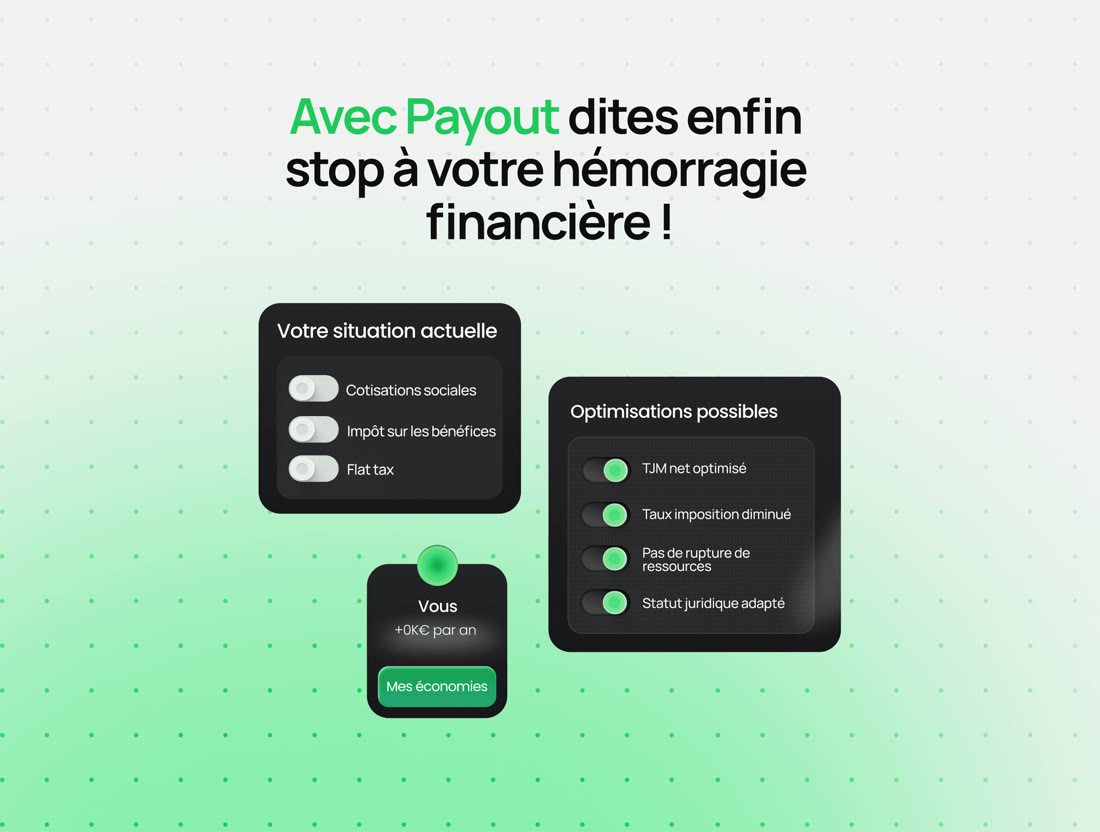 Avec Payout dites enfin
stop à votre hémorragie
financière !
Votre situation actuelle
Cotisations sociales
Impôt sur les bénéfices
Flat tax
Optimisations possibles
TJM net optimisé
Taux imposition diminué
Pas de rupture de
ressources
Statut juridique adapté
Vous
+0K€ par an
Mes économies